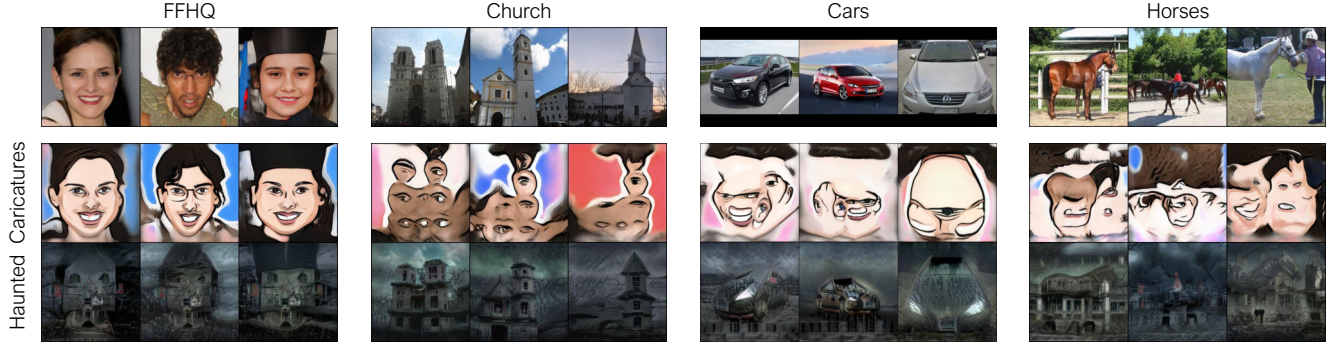 FFHQ
Church
Cars
Horses
Caricatures
Haunted